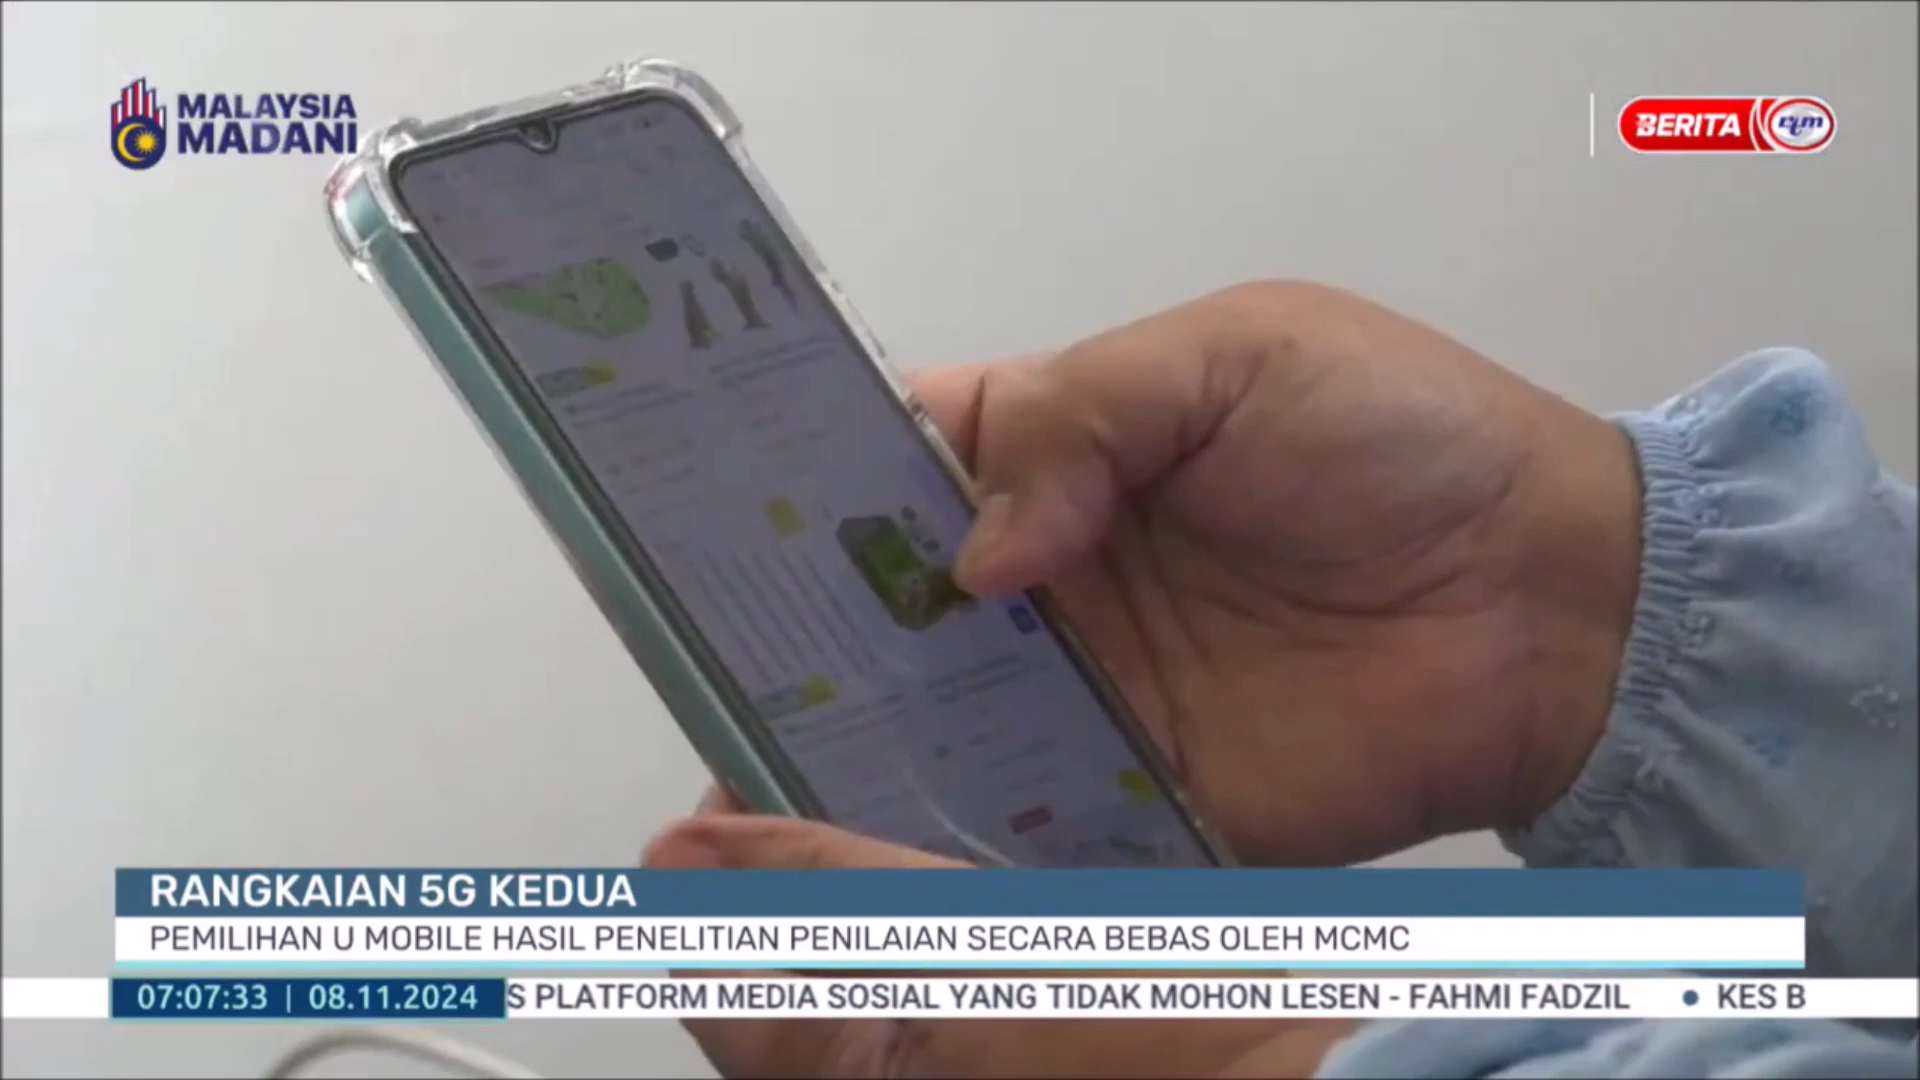 MALAYSIA
MADANI
BERITA rtm
RANGKAIAN 5G KEDUA
PEMILIHAN U MOBILE HASIL PENELITIAN PENILAIAN SECARA BEBAS OLEH MCMC
07:07:33 | 08.11.2024 S PLATFORM MEDIA SOSIAL YANG TIDAK MOHON LESEN - FAHMI FADZIL • KES B